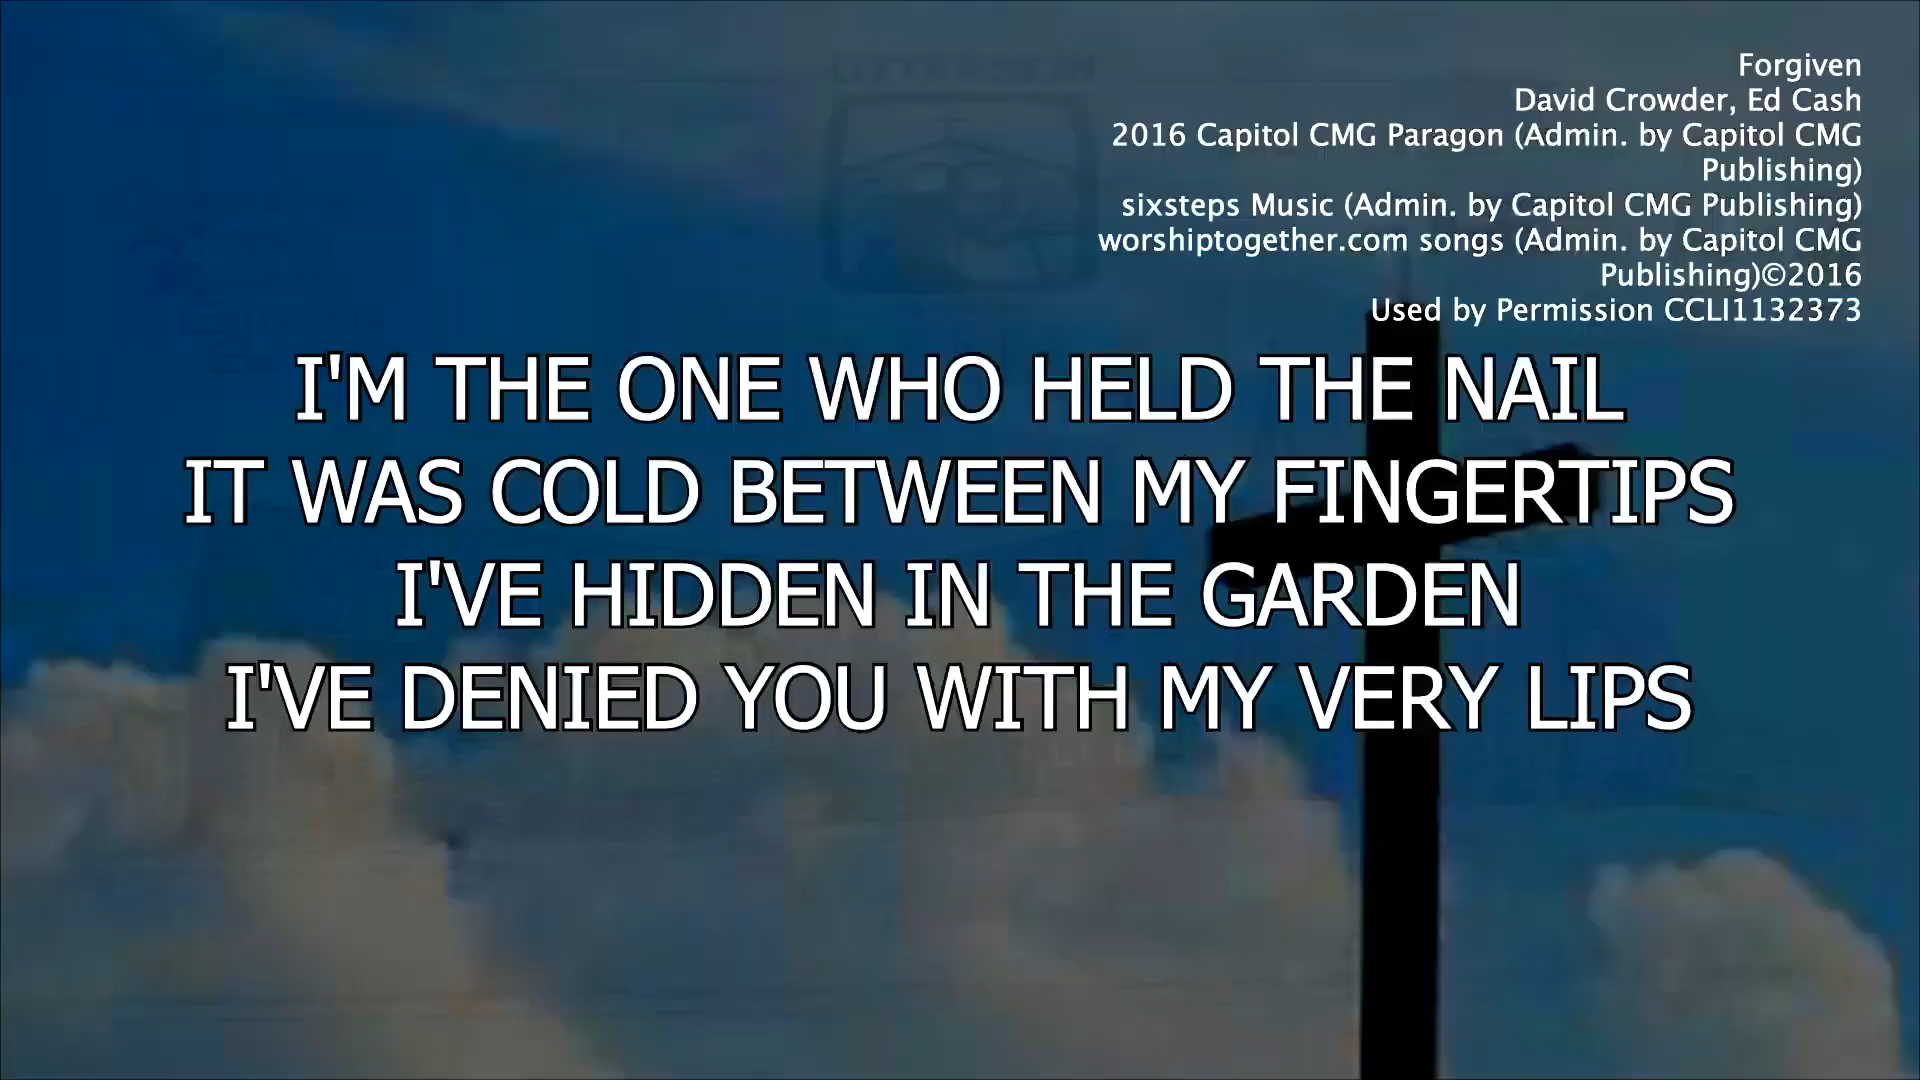 Forgiven
David Crowder, Ed Cash
2016 Capitol CMG Paragon (Admin. by Capitol CMG
Publishing)
sixsteps Music (Admin. by Capitol CMG Publishing)
worshiptogether.com songs (Admin. by Capitol CMG
Publishing)©2016
Used by Permission CCLI1132373
I'M THE ONE WHO HELD THE NAIL
IT WAS COLD BETWEEN MY FINGERTIPS
I'VE HIDDEN IN THE GARDEN
I'VE DENIED YOU WITH MY VERY LIPS